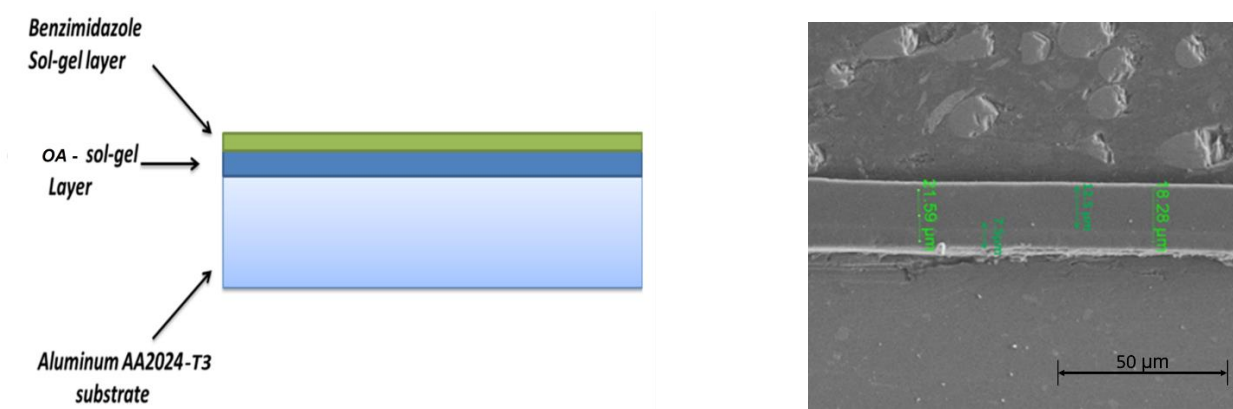 Benzimidazole
Sol-gel layer
OA - sol-gel
Layer
Aluminum AA2024-T3
substrate
21.59 µm
18.28 µm
50 µm